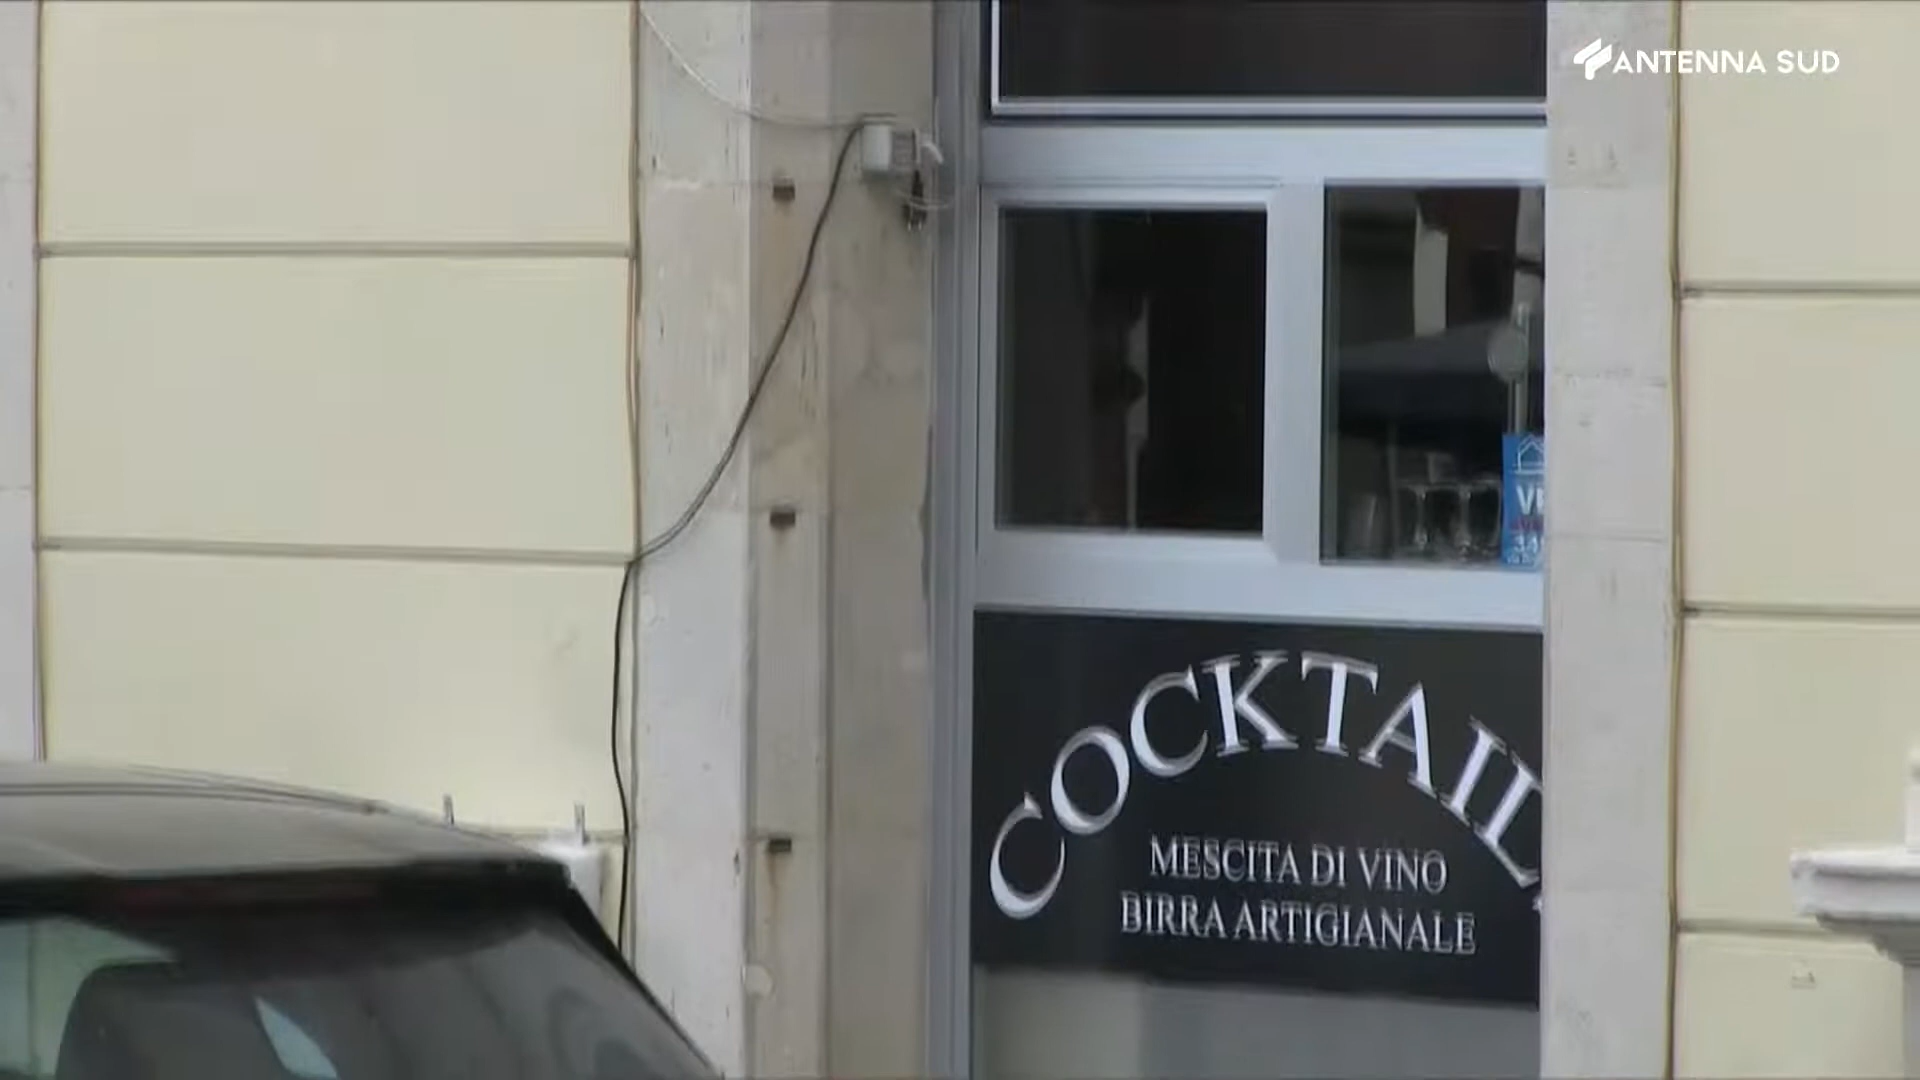 ANTENNA SUD
COCKTAIL
MESCITA DI VINO
BIRRA ARTIGIANALE